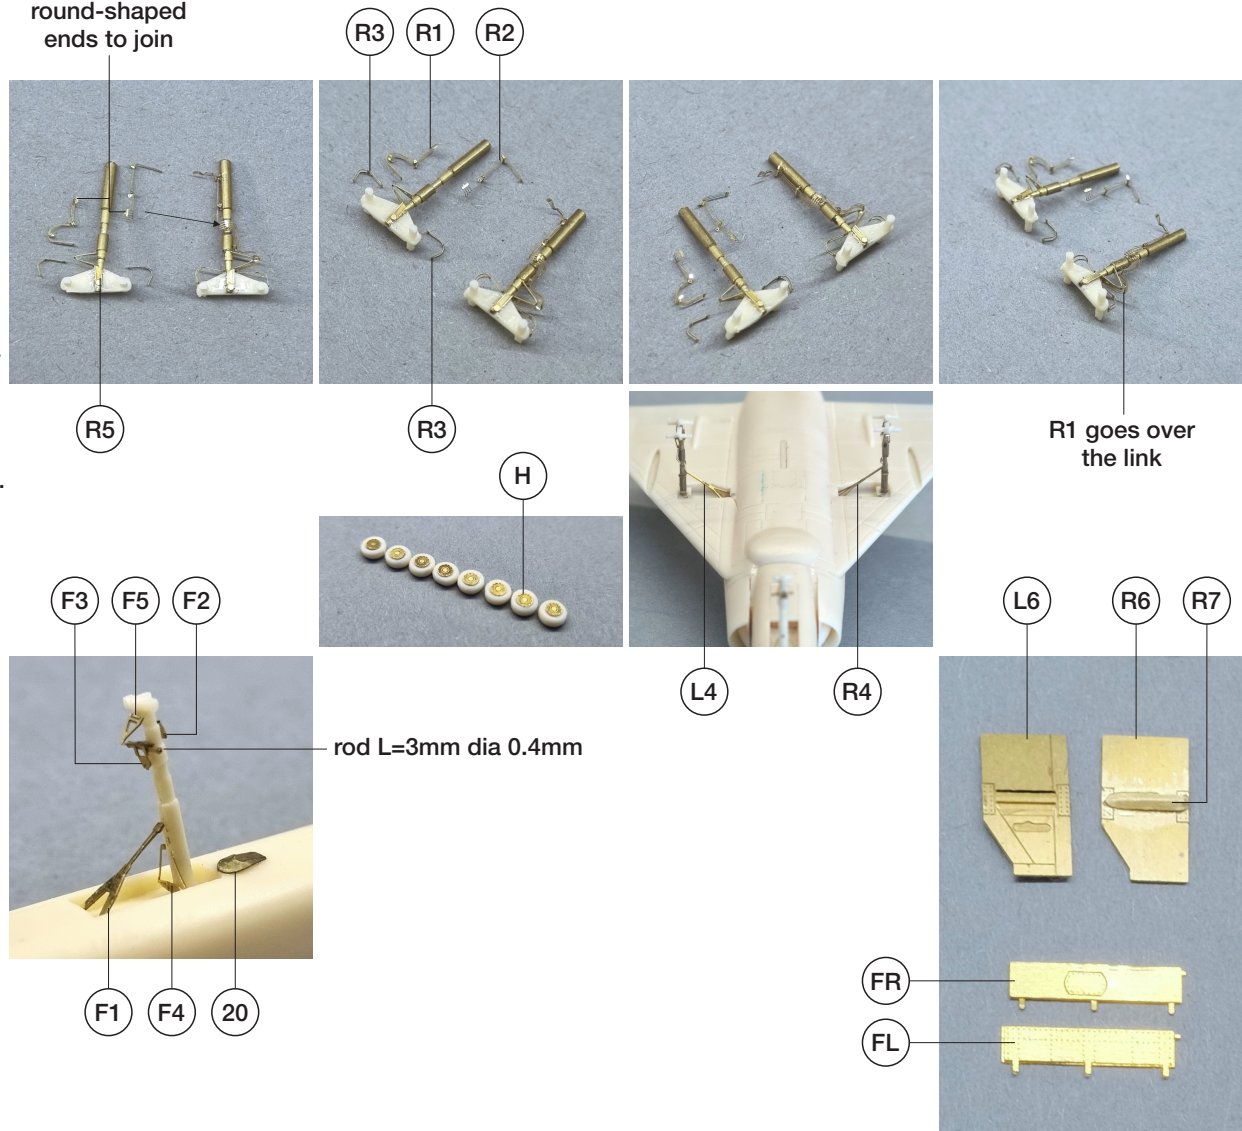 round-shaped
ends to join
R3 R1 R2
R5
R3
R1 goes over
the link
H
L4
R4
F3 F5 F2
rod L=3mm dia 0.4mm
L6 R6 R7
F1 F4 20
FR
FL